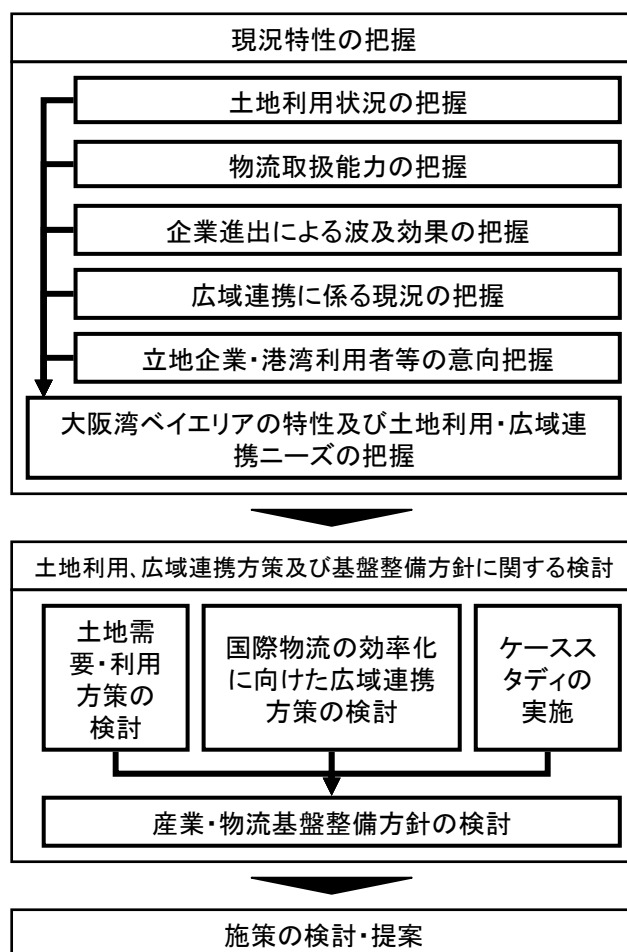 現況特性の把握
土地利用状況の把握
物流取扱能力の把握
企業進出による波及効果の把握
広域連携に係る現況の把握
立地企業・港湾利用者等の意向把握
大阪湾ベイエリアの特性及び土地利用・広域連
携ニーズの把握
土地利用、広域連携方策及び基盤整備方針に関する検討
土地需
要・利用
方策の
検討
国際物流の効率化
に向けた広域連携
方策の検討
ケースス
タディの
実施
産業・物流基盤整備方針の検討
施策の検討・提案